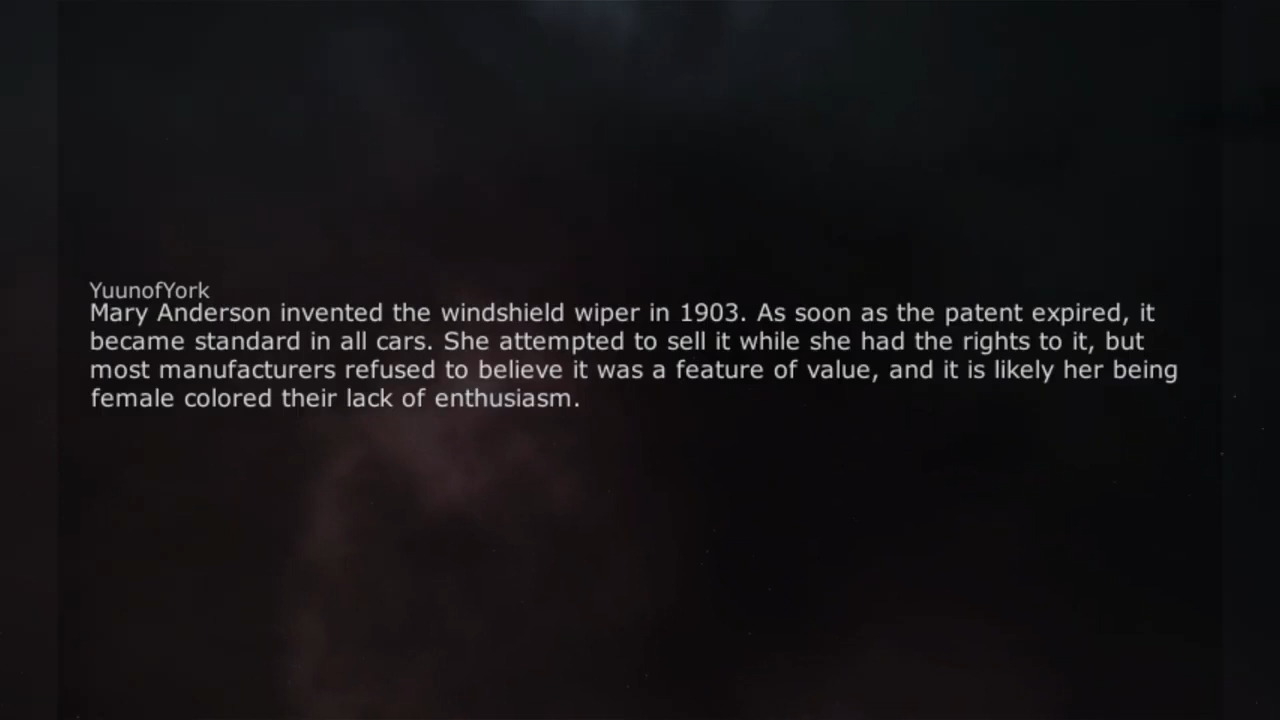 YuunofYork
Mary Anderson invented the windshield wiper in 1903. As soon as the patent expired, it
became standard in all cars. She attempted to sell it while she had the rights to it, but
most manufacturers refused to believe it was a feature of value, and it is likely her being
female colored their lack of enthusiasm.